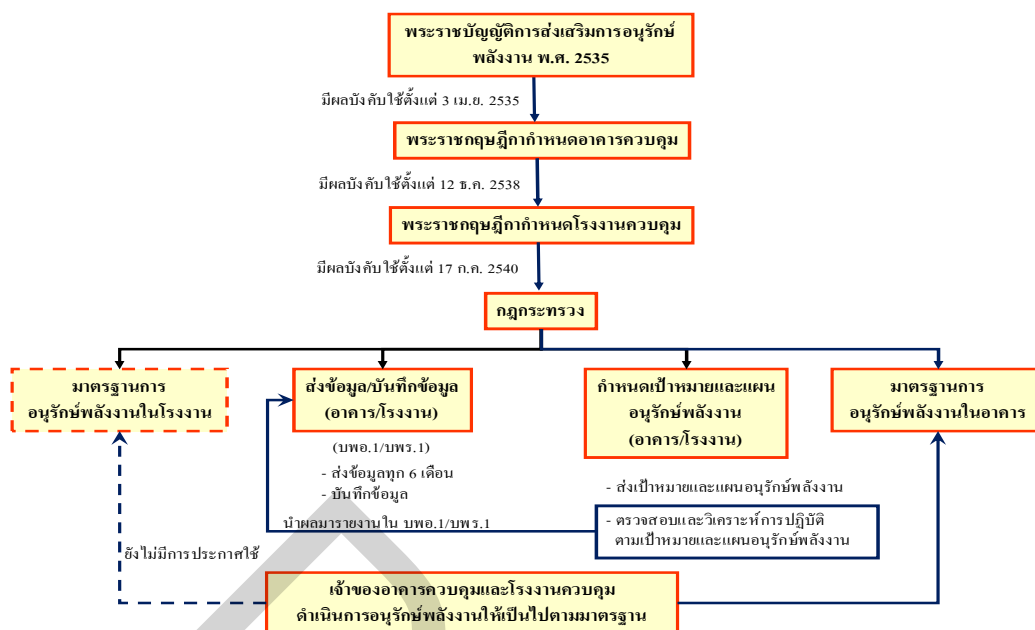 พระราชบัญญัติการส่งเสริมการอนุรักษ์
พลังงาน พ.ศ. 2535
มีผลบังคับใช้ตั้งแต่ 3 เม.ย. 2535
พระราชกฤษฎีกากำหนดอาคารควบคุม
มีผลบังคับใช้ตั้งแต่ 12 ธ.ค. 2538
พระราชกฤษฎีกากำหนดโรงงานควบคุม
มีผลบังคับใช้ตั้งแต่ 17 ก.ค. 2540
กฎกระทรวง
มาตรฐานการ
อนุรักษ์พลังงานในโรงงาน
ส่งข้อมูล/บันทึกข้อมูล
(อาคาร/โรงงาน)
กำหนดเป้าหมายและแผน
อนุรักษ์พลังงาน
(อาคาร/โรงงาน)
มาตรฐานการ
อนุรักษ์พลังงานในอาคาร
(บพอ.1/บพร.1)
- ส่งข้อมูลทุก 6 เดือน
- บันทึกข้อมูล
- ส่งเป้าหมายและแผนอนุรักษ์พลังงาน
นำผลมารายงานใน บพอ.1/บพร.1
- ตรวจสอบและวิเคราะห์การปฏิบัติ
ตามเป้าหมายและแผนอนุรักษ์พลังงาน
ยังไม่มีการประกาศใช้
เจ้าของอาคารควบคุมและโรงงานควบคุม
ดำเนินการอนุรักษ์พลังงานให้เป็นไปตามมาตรฐาน